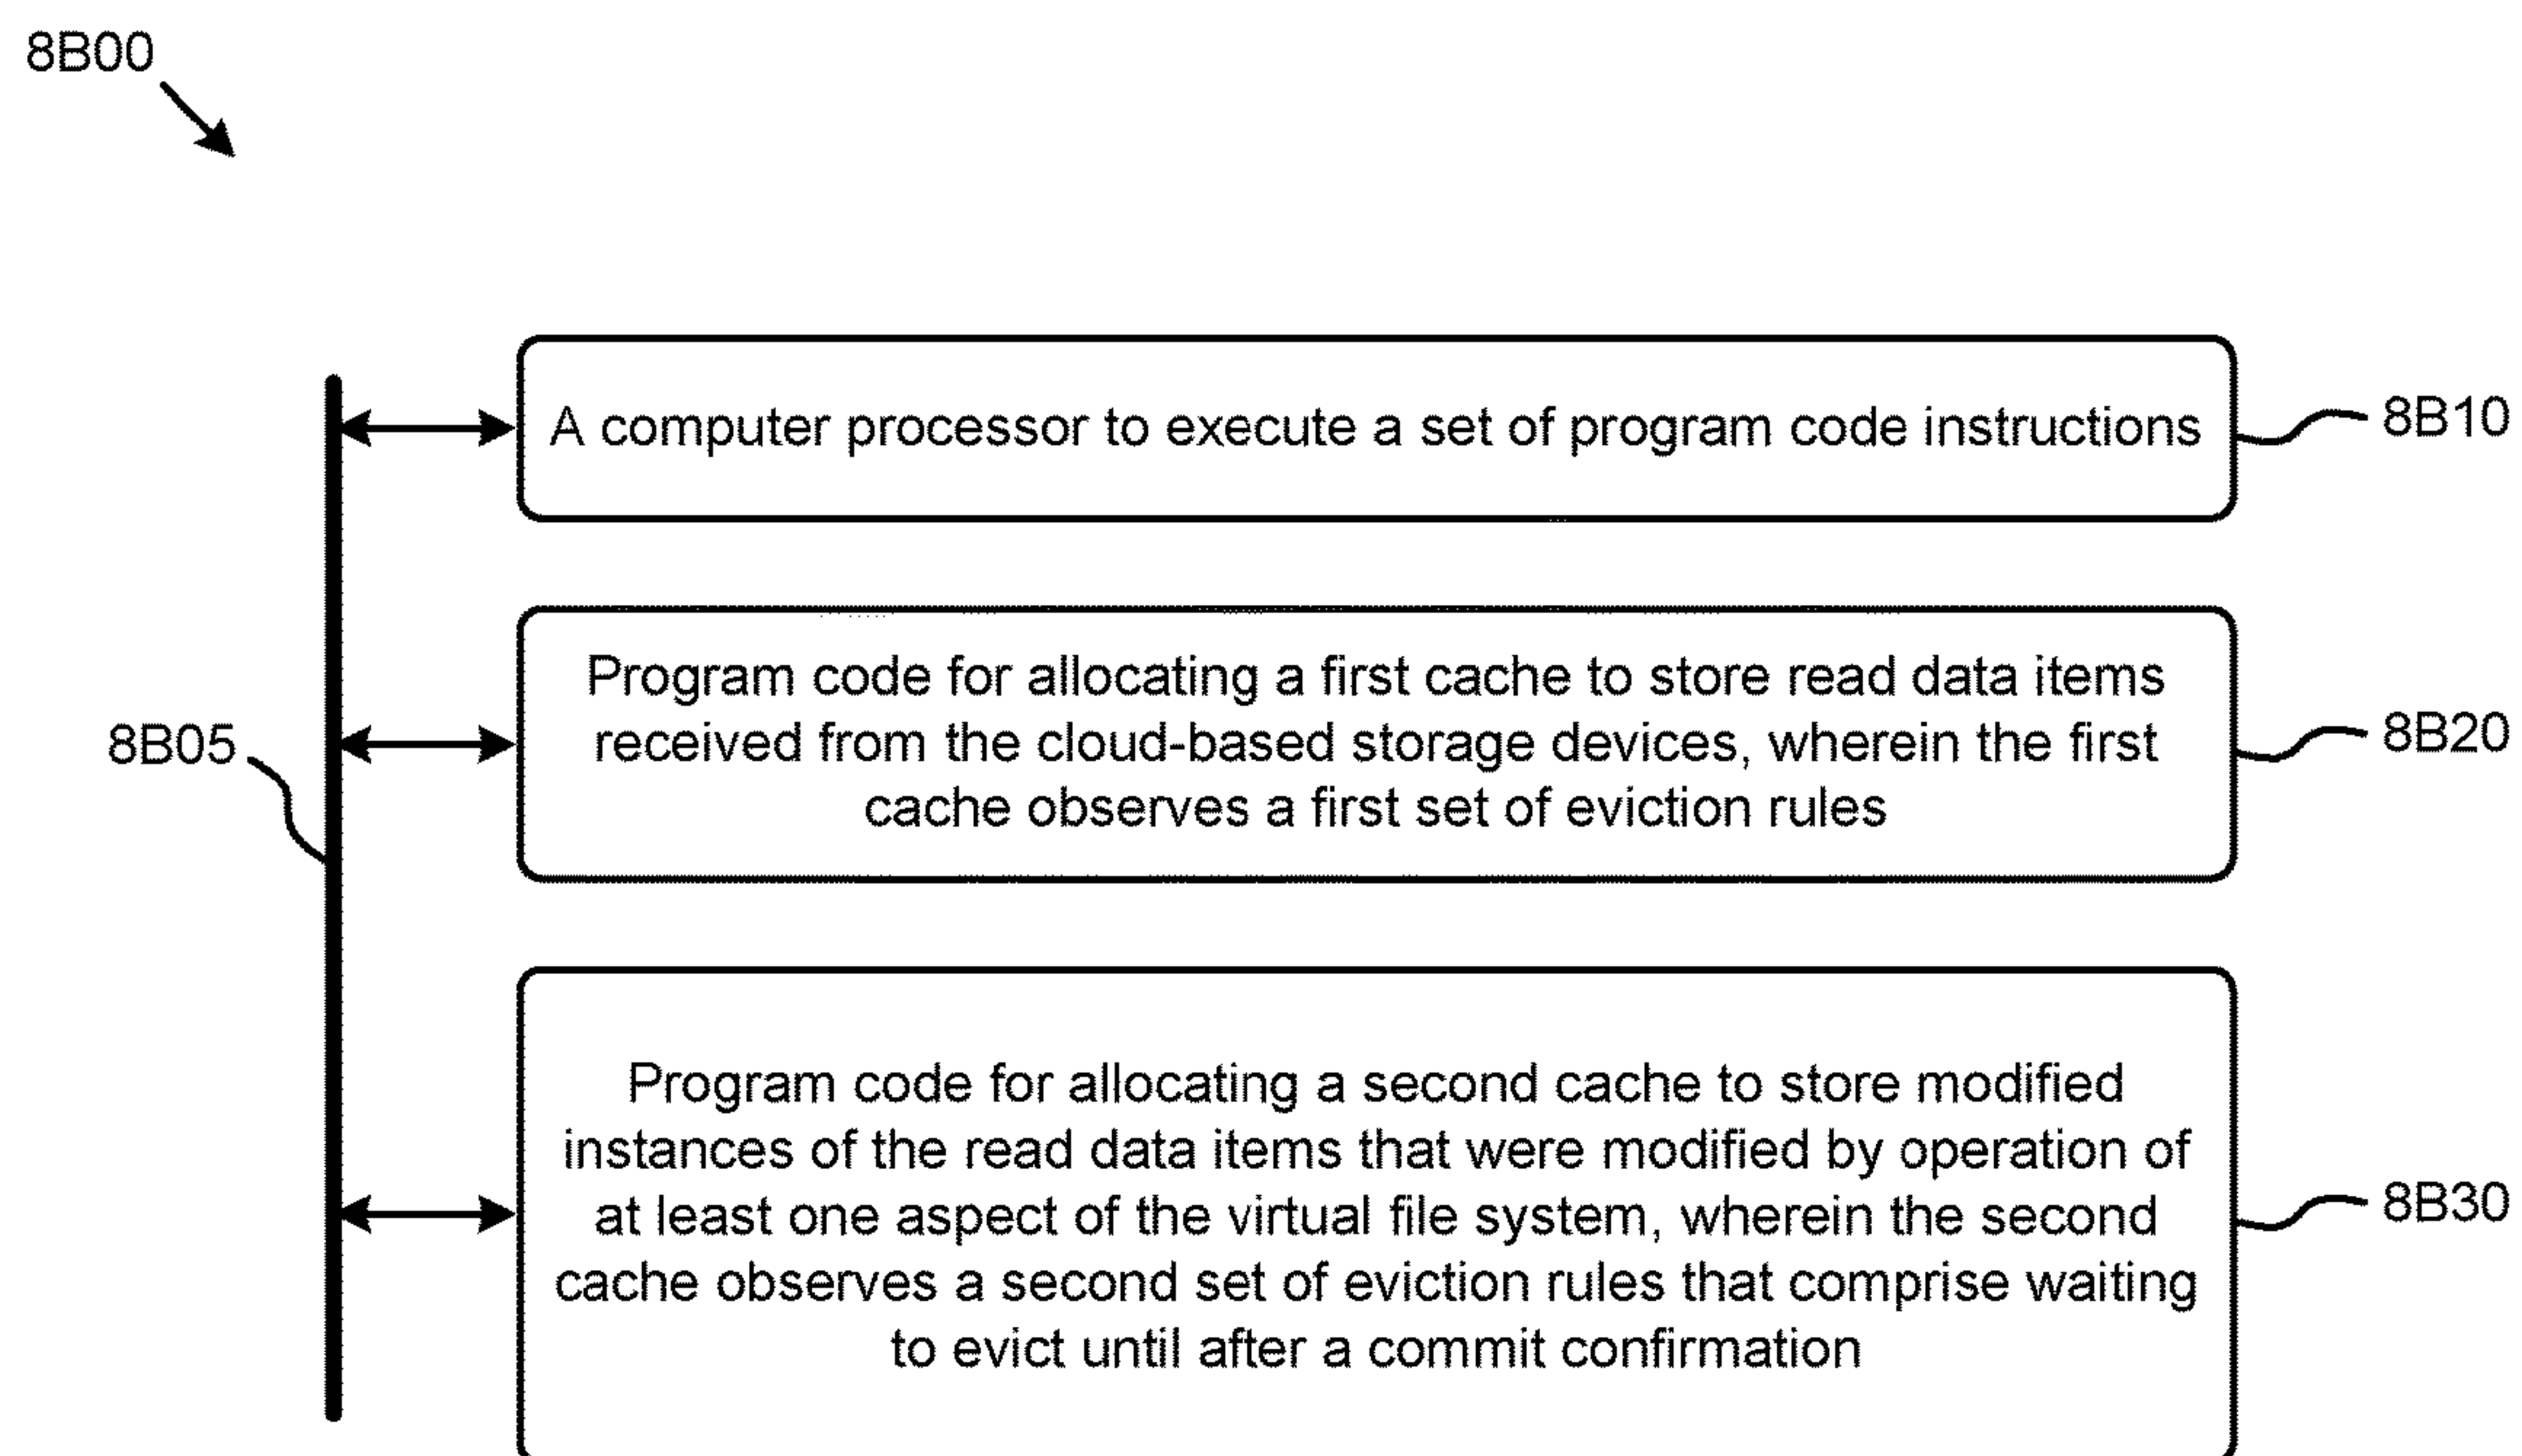 8B00
A computer processor to execute a set of program code instructions
8B10
Program code for allocating a first cache to store read data items
received from the cloud-based storage devices, wherein the first
cache observes a first set of eviction rules
8B05
8B20
Program code for allocating a second cache to store modified
instances of the read data items that were modified by operation of
at least one aspect of the virtual file system, wherein the second
cache observes a second set of eviction rules that comprise waiting
to evict until after a commit confirmation
8B30